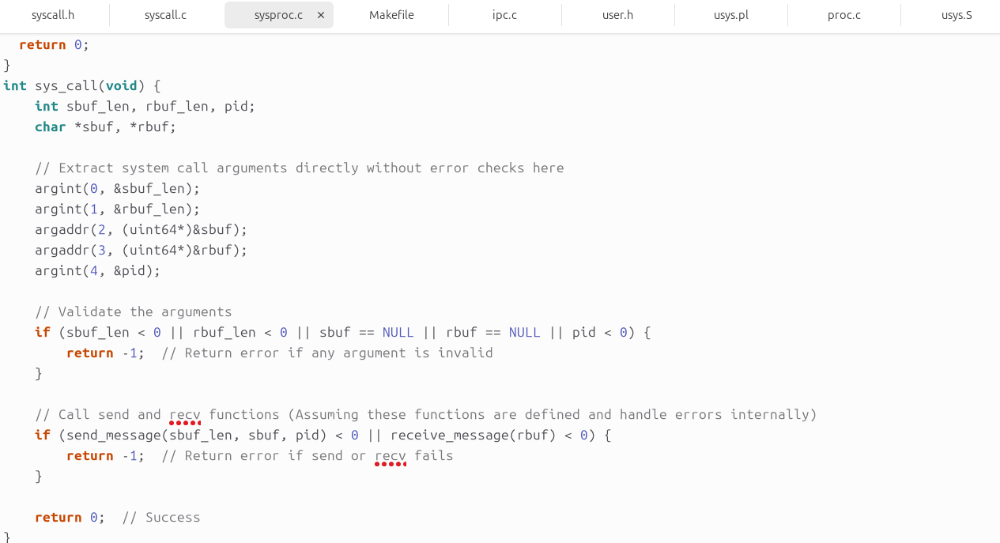 syscall.h syscall.c sysproc.c × Makefile ipc.c user.h usys.pl proc.c usys.S
  return 0;
}
int sys_call(void) {
    int sbuf_len, rbuf_len, pid;
    char *sbuf, *rbuf;

    // Extract system call arguments directly without error checks here
    argint(0, &sbuf_len);
    argint(1, &rbuf_len);
    argaddr(2, (uint64*)&sbuf);
    argaddr(3, (uint64*)&rbuf);
    argint(4, &pid);

    // Validate the arguments
    if (sbuf_len < 0 || rbuf_len < 0 || sbuf == NULL || rbuf == NULL || pid < 0) {
        return -1;  // Return error if any argument is invalid
    }

    // Call send and recv functions (Assuming these functions are defined and handle errors internally)
    if (send_message(sbuf_len, sbuf, pid) < 0 || receive_message(rbuf) < 0) {
        return -1;  // Return error if send or recv fails
    }

    return 0;  // Success
}